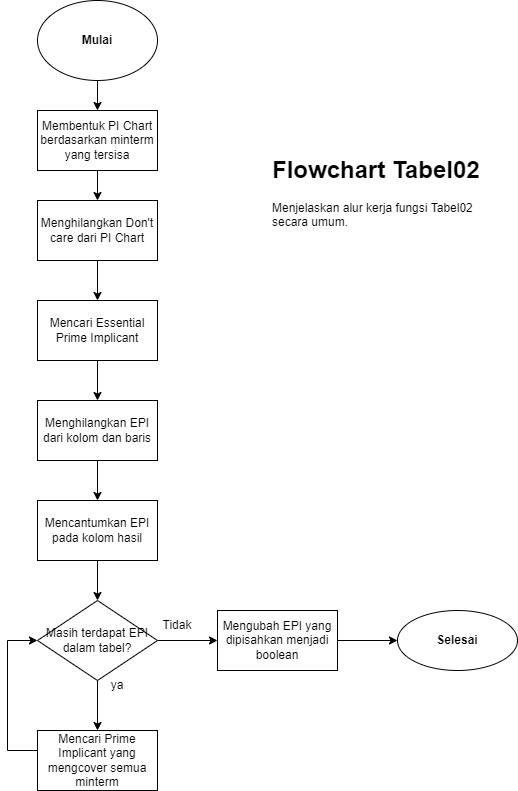 Mulai
Membentuk PI Chart
berdasarkan minterm
yang tersisa
Flowchart Tabel02
Menjelaskan alur kerja fungsi Tabel02
secara umum.
Menghilangkan Don't
care dari PI Chart
Mencari Essential
Prime Implicant
Menghilangkan EPI
dari kolom dan baris
Mencantumkan EPI
pada kolom hasil
Masih terdapat EPI
dalam tabel?
Tidak
Mengubah EPI yang
dipisahkan menjadi
boolean
Selesai
ya
Mencari Prime
Implicant yang
mengcover semua
minterm